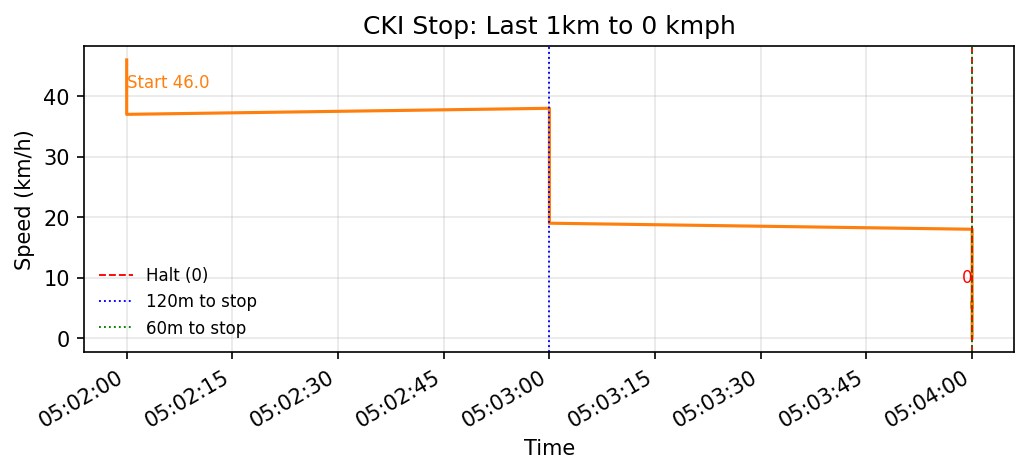 CKI Stop: Last 1km to 0 kmph
Start 46.0
Speed (km/h)
40
30
20
10
0
0
Halt (0)
120m to stop
60m to stop
05:02:00
05:02:15
05:02:30
05:02:45
05:03:00
05:03:15
05:03:30
05:03:45
05:04:00
Time